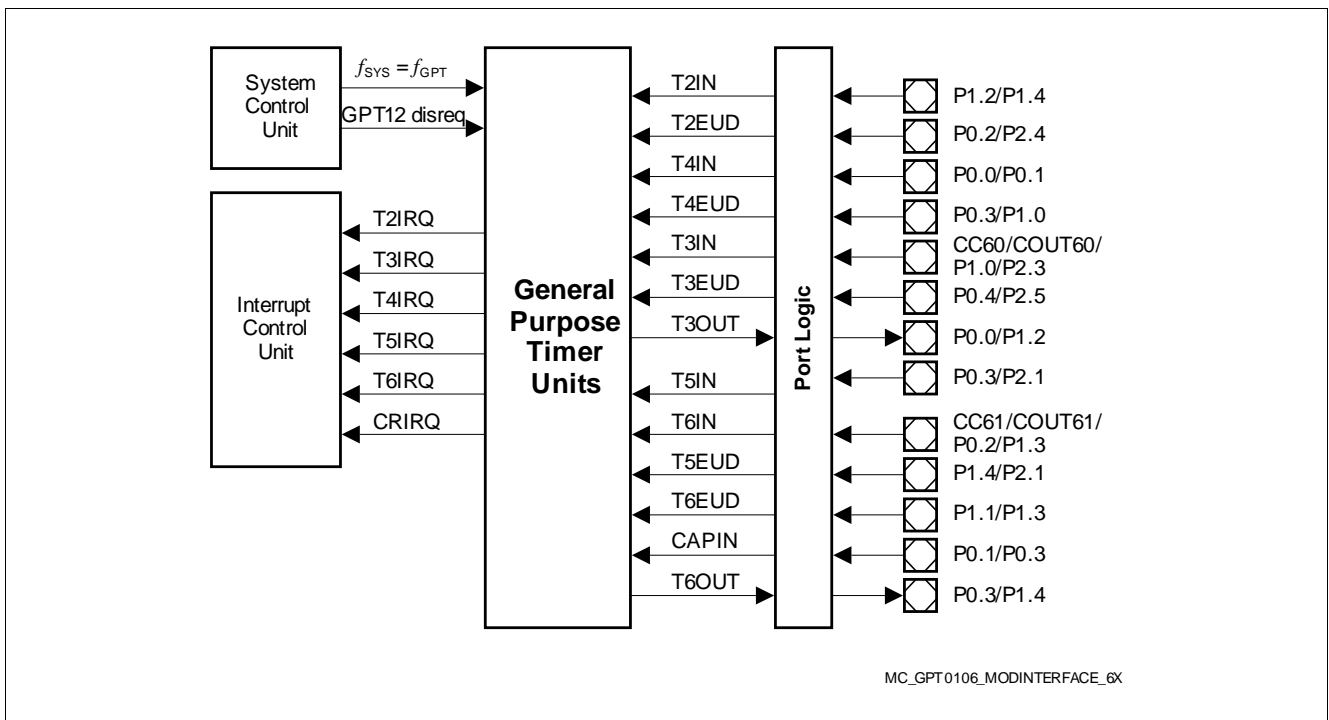 System
Control
Unit
fSYS = fGPT
GPT12 disreq
Interrupt
Control
Unit
T2IRQ
T3IRQ
T4IRQ
T5IRQ
T6IRQ
CRIRQ
General
Purpose
Timer
Units
T2IN
T2EUD
T4IN
T4EUD
T3IN
T3EUD
T3OUT
T5IN
T6IN
T5EUD
T6EUD
CAPIN
T6OUT
Port Logic
P1.2/P1.4
P0.2/P2.4
P0.0/P0.1
P0.3/P1.0
CC60/COUT60/
P1.0/P2.3
P0.4/P2.5
P0.0/P1.2
P0.3/P2.1
CC61/COUT61/
P0.2/P1.3
P1.4/P2.1
P1.1/P1.3
P0.1/P0.3
P0.3/P1.4
MC_GPT0106_MODINTERFACE_6X